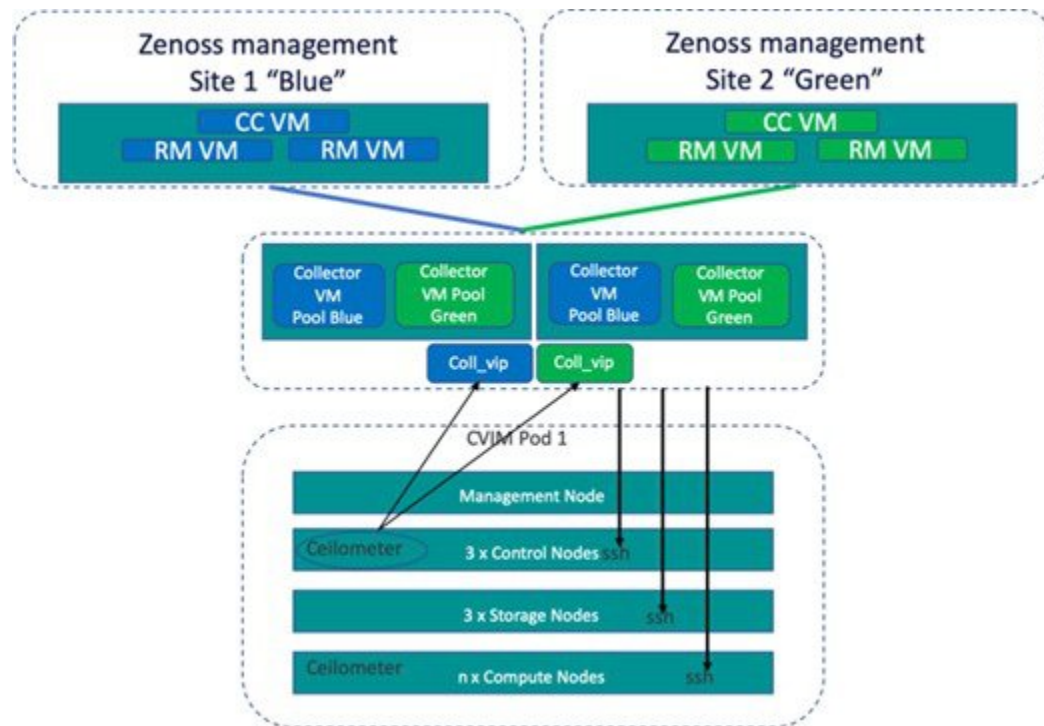 Zenoss management
Site 1 “Blue”
CC VM
RM VM
RM VM
Zenoss management
Site 2 “Green”
CC VM
RM VM
RM VM
Collector
VM
Pool Blue
Collector
VM Pool
Green
Collector
VM
Pool Blue
Collector
VM Pool
Green
Coll_vip
Coll_vip
CVIM Pod 1
Management Node
Ceilometer
3 x Control Nodes
ssh
3 x Storage Nodes
ssh
Ceilometer
n x Compute Nodes
ssh